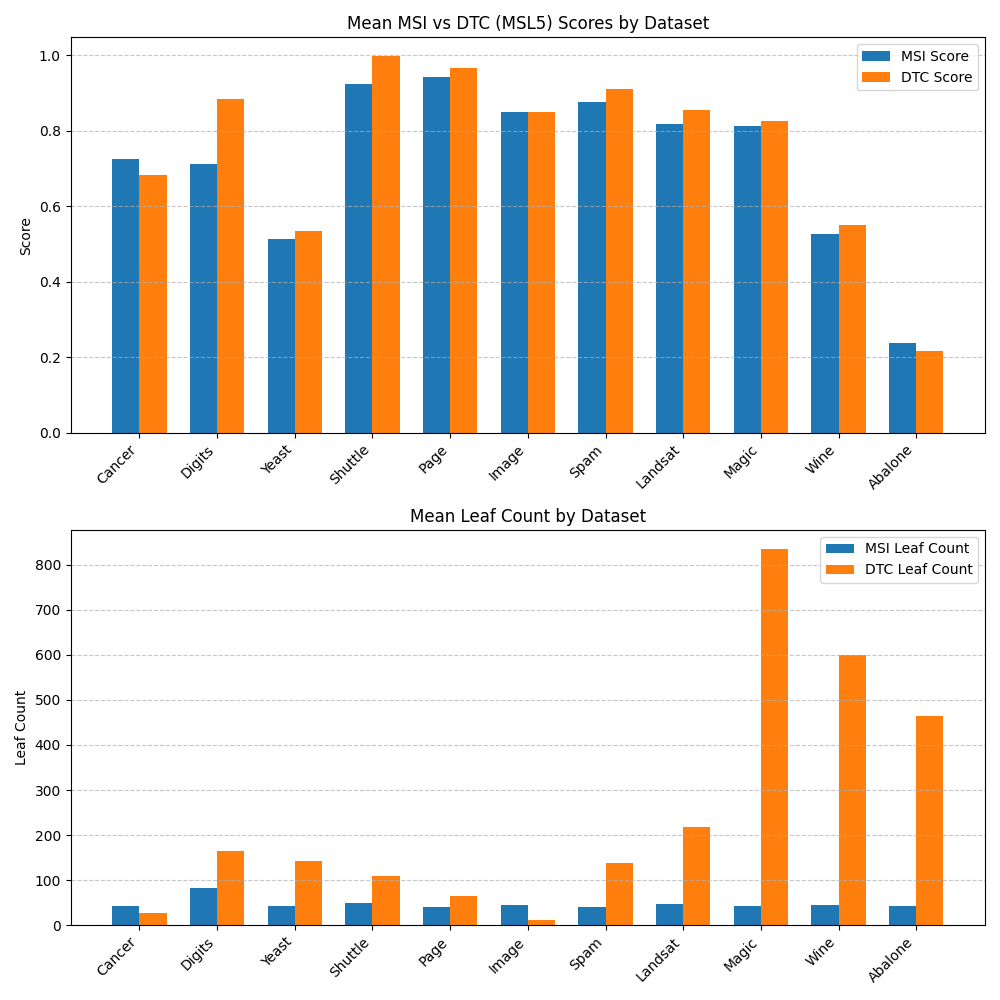 Mean MSI vs DTC (MSL5) Scores by Dataset
MSI Score
DTC Score
Score
1.0
0.8
0.6
0.4
0.2
0.0
Cancer
Digits
Yeast
Shuttle
Page
Image
Spam
Landsat
Magic
Wine
Abalone
Mean Leaf Count by Dataset
MSI Leaf Count
DTC Leaf Count
Leaf Count
800
700
600
500
400
300
200
100
0
Cancer
Digits
Yeast
Shuttle
Page
Image
Spam
Landsat
Magic
Wine
Abalone